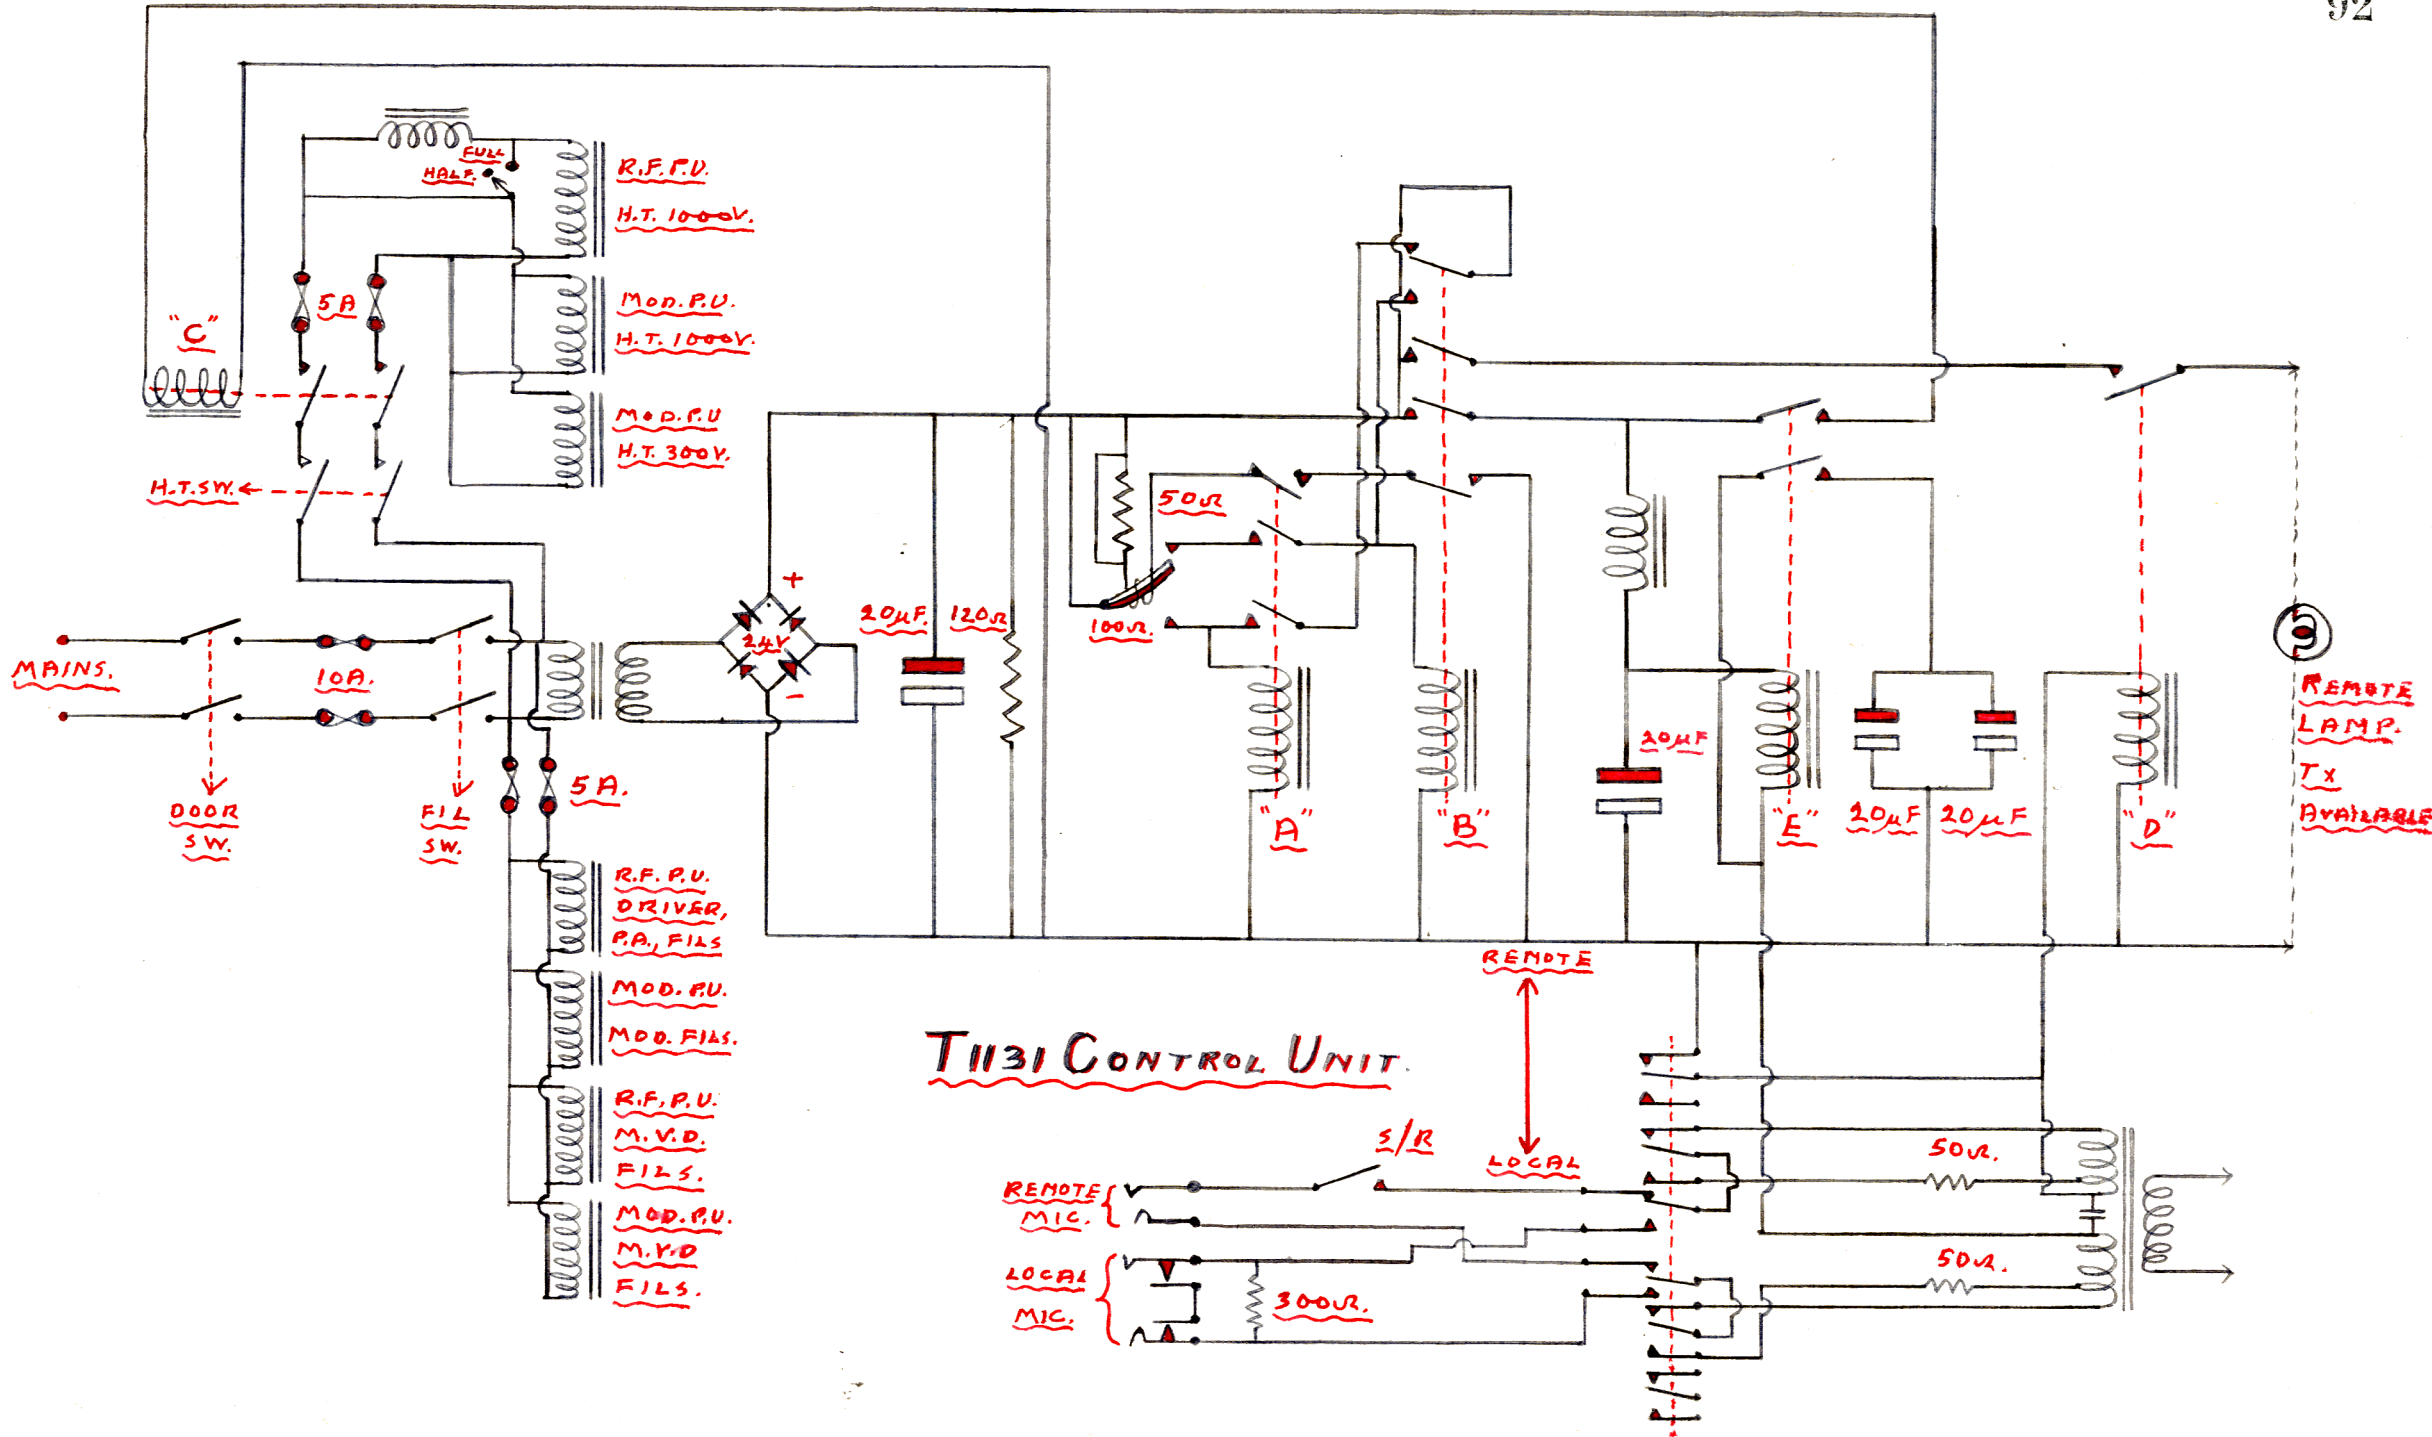 92
FULL
HALF.
R.F.P.U.
H.T. 1000V.
5A
MOD.P.U.
H.T. 1000V.
"C"
MOD.P.U
H.T. 300V.
H.T.SW.
50Ω
+
24V
-
20µF.
120Ω
100Ω.
MAINS.
10A.
DOOR
SW.
FIL
SW.
5A.
"A"
"B"
20µF
"E"
20µF
20µF
"D"
REMOTE
LAMP.
TX
AVAILABLE
R.F. P.U.
DRIVER,
P.A., FILS
MOD. P.U.
MOD. FILS.
R.F. P.U.
M.V.D.
FILS.
MOD. P.U.
M.V.D
FILS.
REMOTE
T1131 CONTROL UNIT.
S/R
LOCAL
50Ω.
REMOTE
MIC.
LOCAL
MIC.
300Ω.
50Ω.